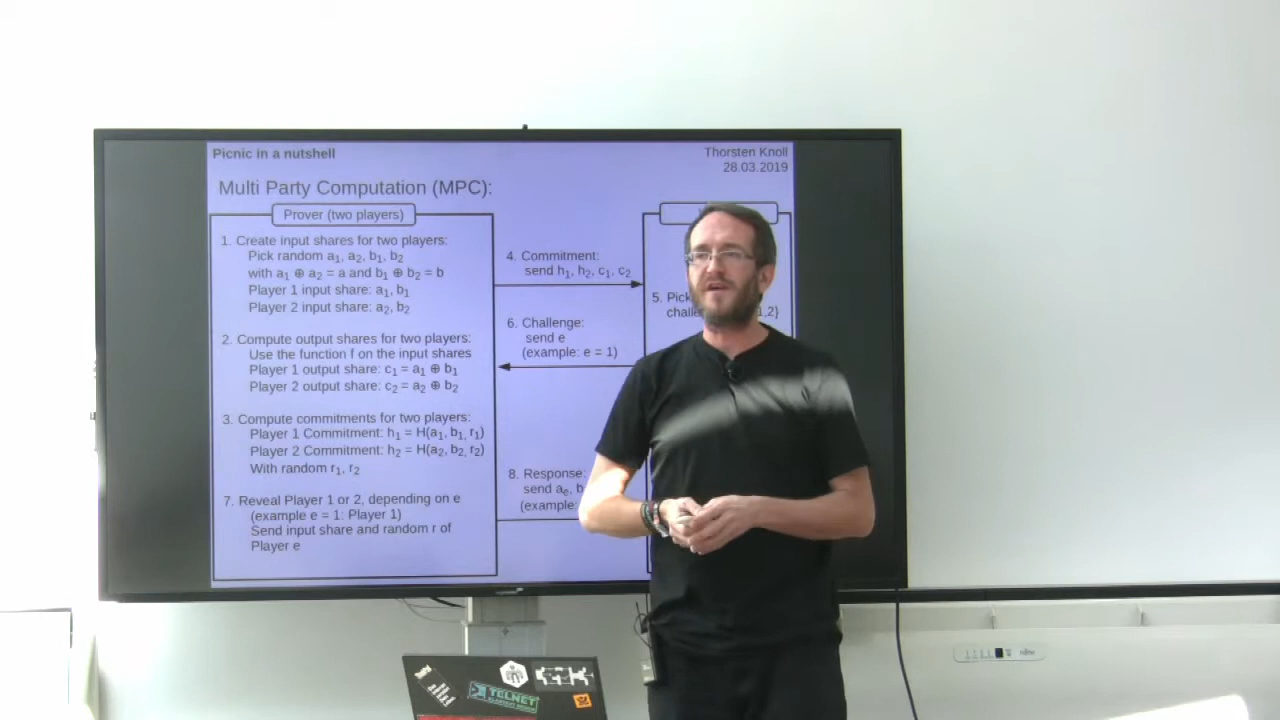 Picnic in a nutshell
Thorsten Knoll
28.03.2019
Multi Party Computation (MPC):
Prover (two players)
1. Create input shares for two players:
Pick random a₁, a₂, b₁, b₂
with a₁ ⊕ a₂ = a and b₁ ⊕ b₂ = b
Player 1 input share: a₁, b₁
Player 2 input share: a₂, b₂
2. Compute output shares for two players:
Use the function f on the input shares
Player 1 output share: c₁ = a₁ ⊕ b₁
Player 2 output share: c₂ = a₂ ⊕ b₂
3. Compute commitments for two players:
Player 1 Commitment: h₁ = H(a₁, b₁, r₁)
Player 2 Commitment: h₂ = H(a₂, b₂, r₂)
With random r₁, r₂
7. Reveal Player 1 or 2, depending on e
(example e = 1: Player 1)
Send input share and random r of
Player e
4. Commitment:
send h₁, h₂, c₁, c₂
6. Challenge:
send e
(example: e = 1)
8. Response:
send aₑ, b
(example:
5. Pick
challe
1,2}
TELNET